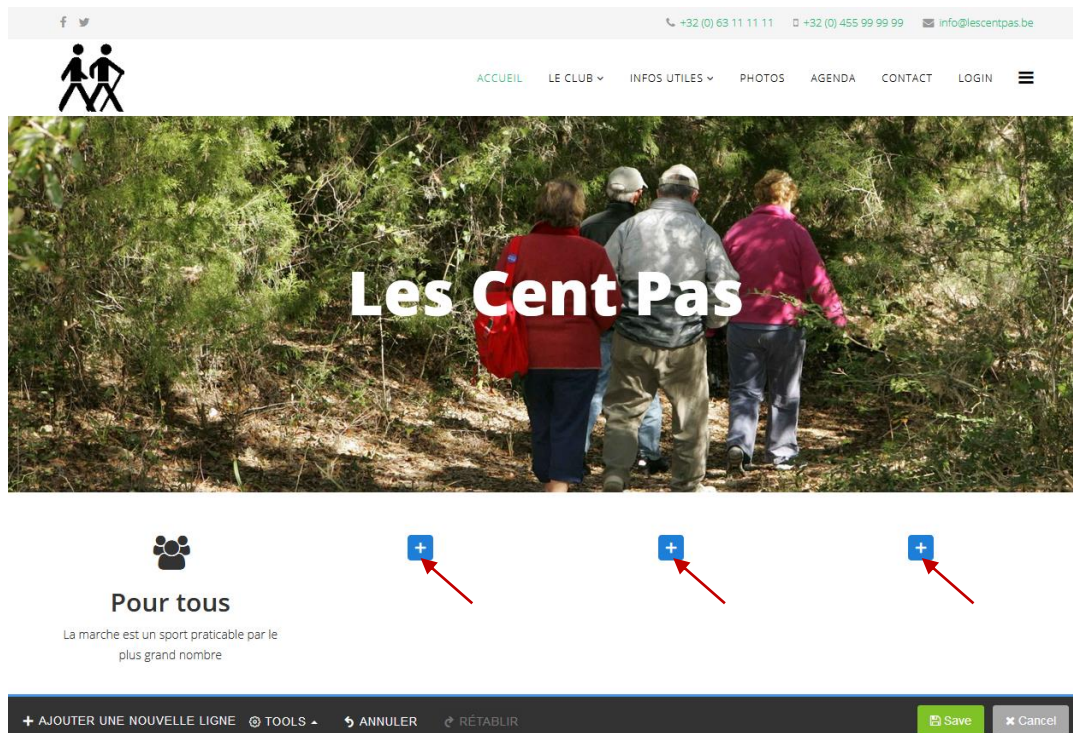 +32 (0) 63 11 11 11 +32 (0) 455 99 99 99 info@lescentpas.be
ACCUEIL LE CLUB INFOS UTILES PHOTOS AGENDA CONTACT LOGIN
Les Cent Pas
Pour tous
La marche est un sport praticable par le
plus grand nombre
+ AJOUTER UNE NOUVELLE LIGNE TOOLS ANNULER RÉTABLIR Save Cancel